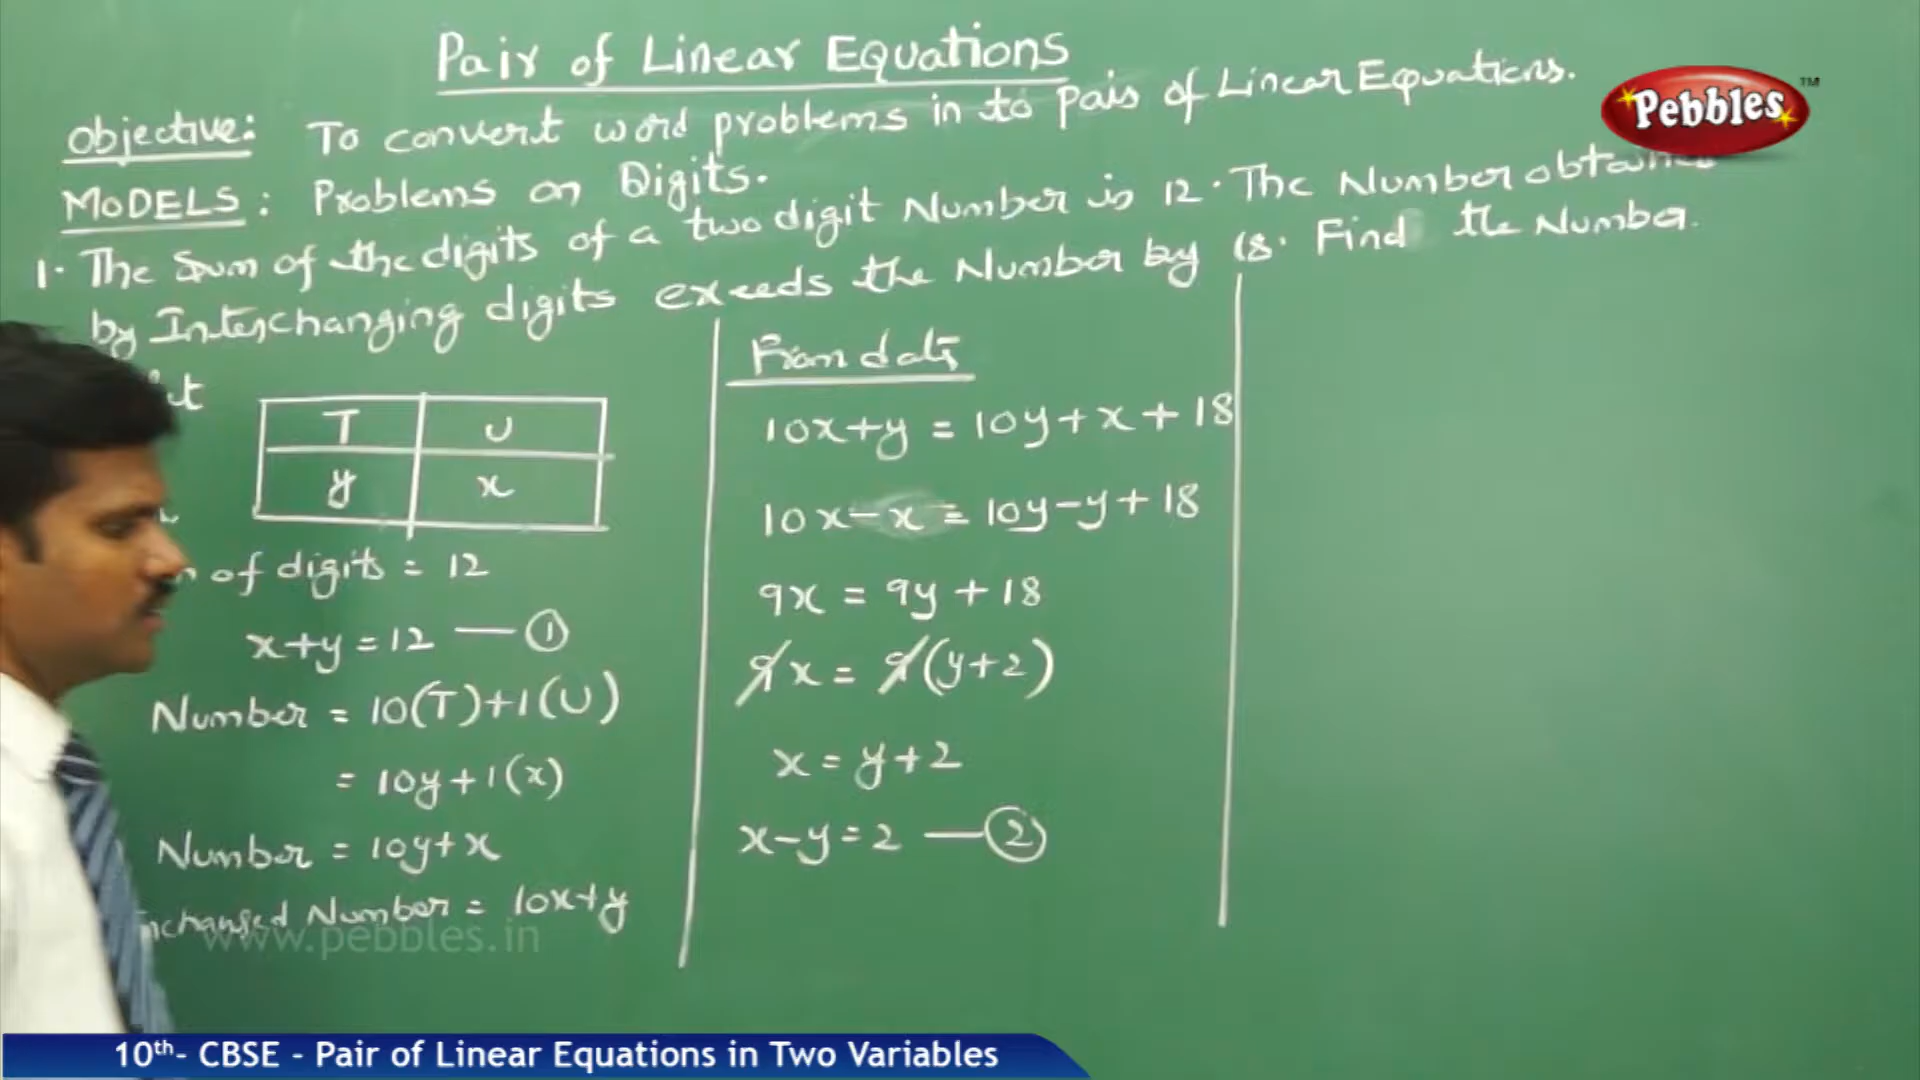 Pair of Linear Equations
Pebbles™
Objective: To convert word problems in to pair of Linear Equations.
MODELS: Problems on Digits.
1. The Sum of the digits of a two digit Number is 12. The Number
by Interchanging digits exeeds the Number by 18. Find the Number.
T U
y x
of digits = 12
x+y=12 — ①
Number = 10(T)+1(U)
= 10y+1(x)
Number = 10y+x
Number = 10x+y
www.pebbles.in
From data
10x+y = 10y+x+18
10x-x = 10y-y+18
9x = 9y+18
9x = 9(y+2)
x = y+2
x-y=2 — ②
10th- CBSE - Pair of Linear Equations in Two Variables